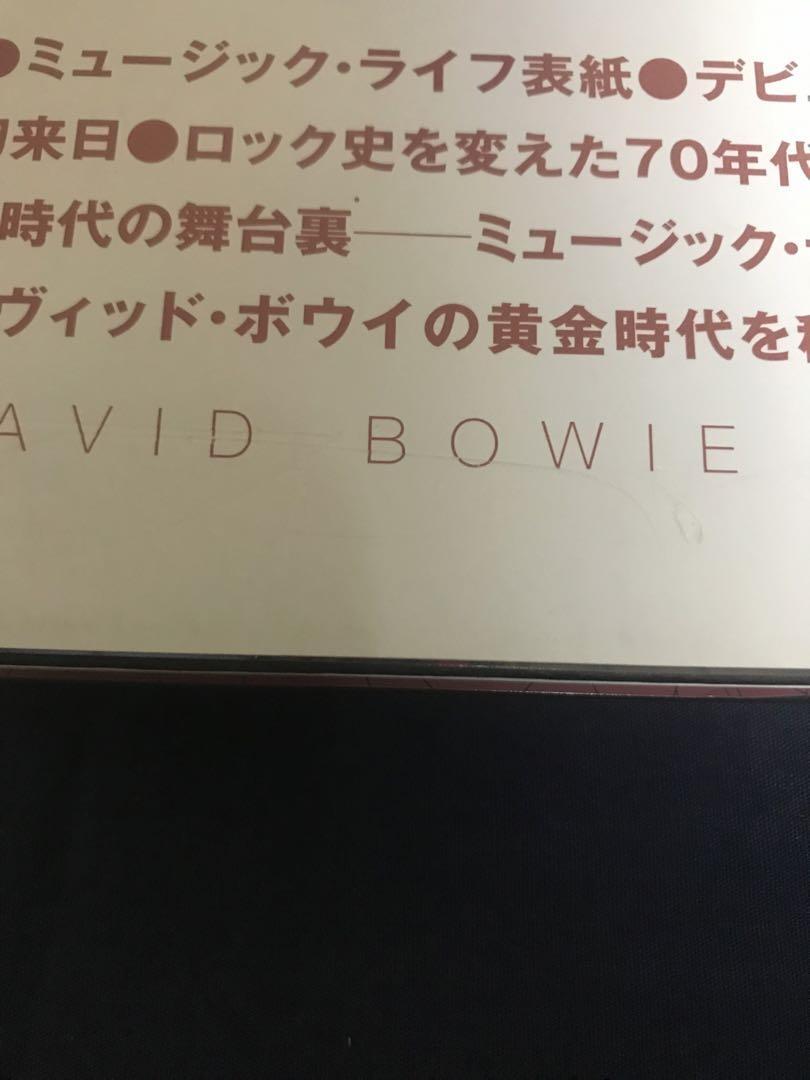 ●ミュージック・ライフ表紙●デビュ
初来日●ロック史を変えた70年代
時代の舞台裏――ミュージック・
ヴィッド・ボウイの黄金時代を
AVID BOWIE